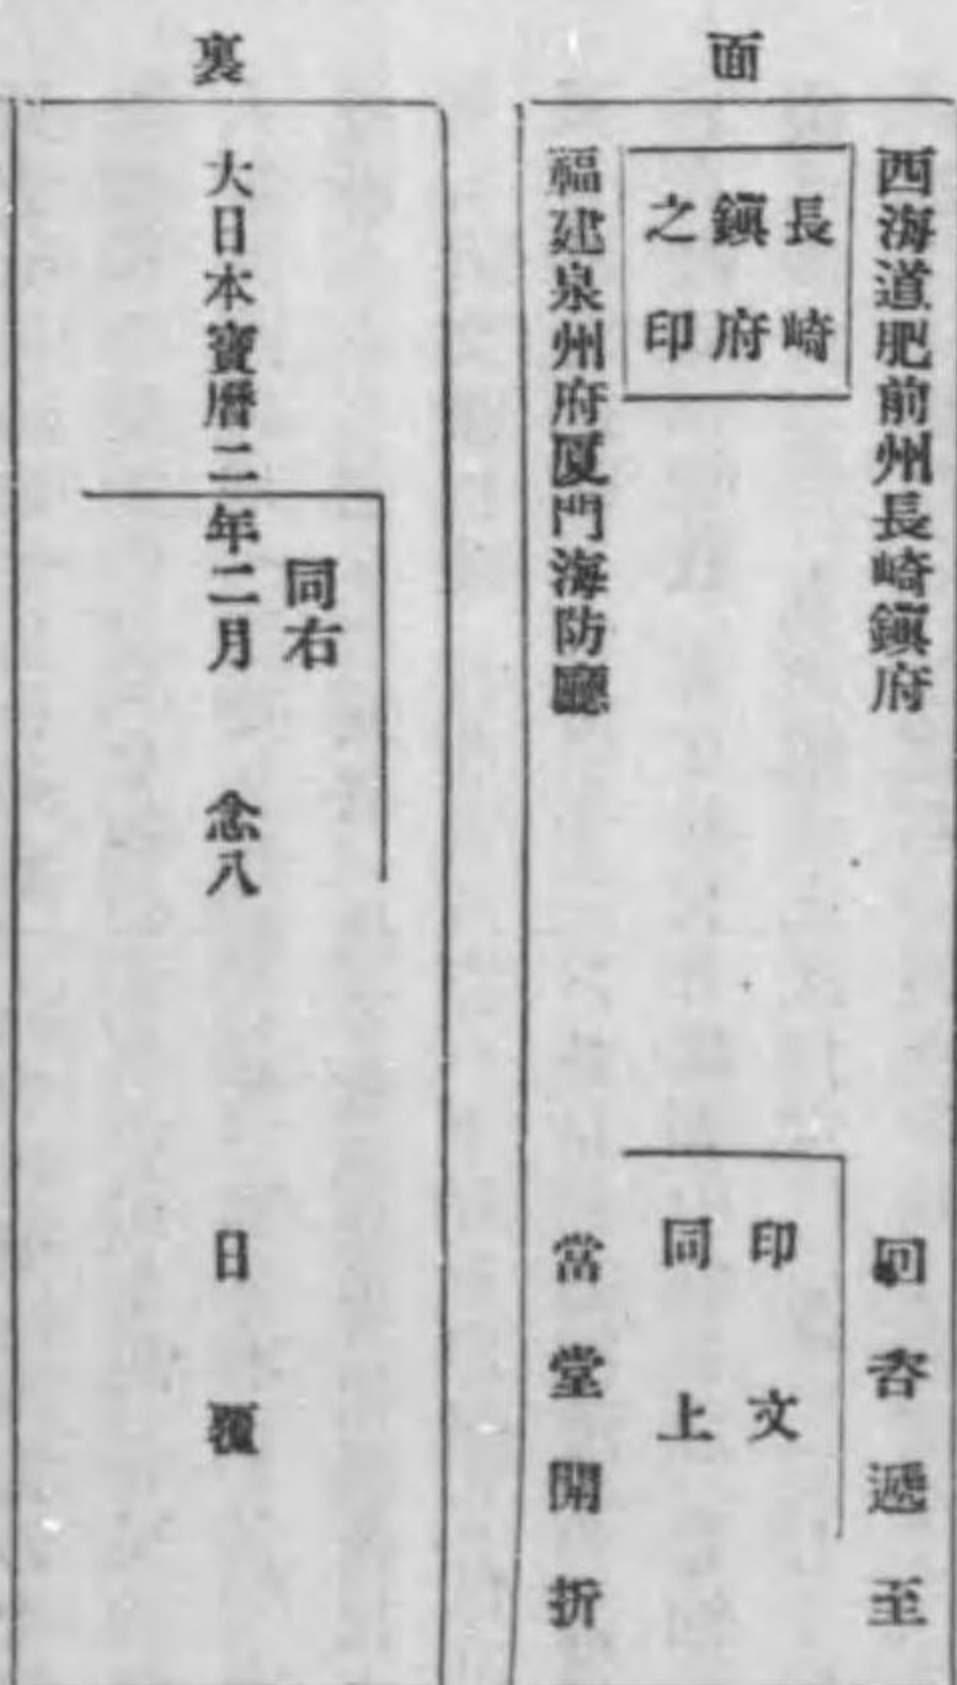 面
西海道肥前州長崎鎭府 回咨遞至
長崎
鎭府
之印
印文
同上
福建泉州府厦門海防廳 當堂開折
裏
同右
大日本寶曆二年二月 念八 日 覆